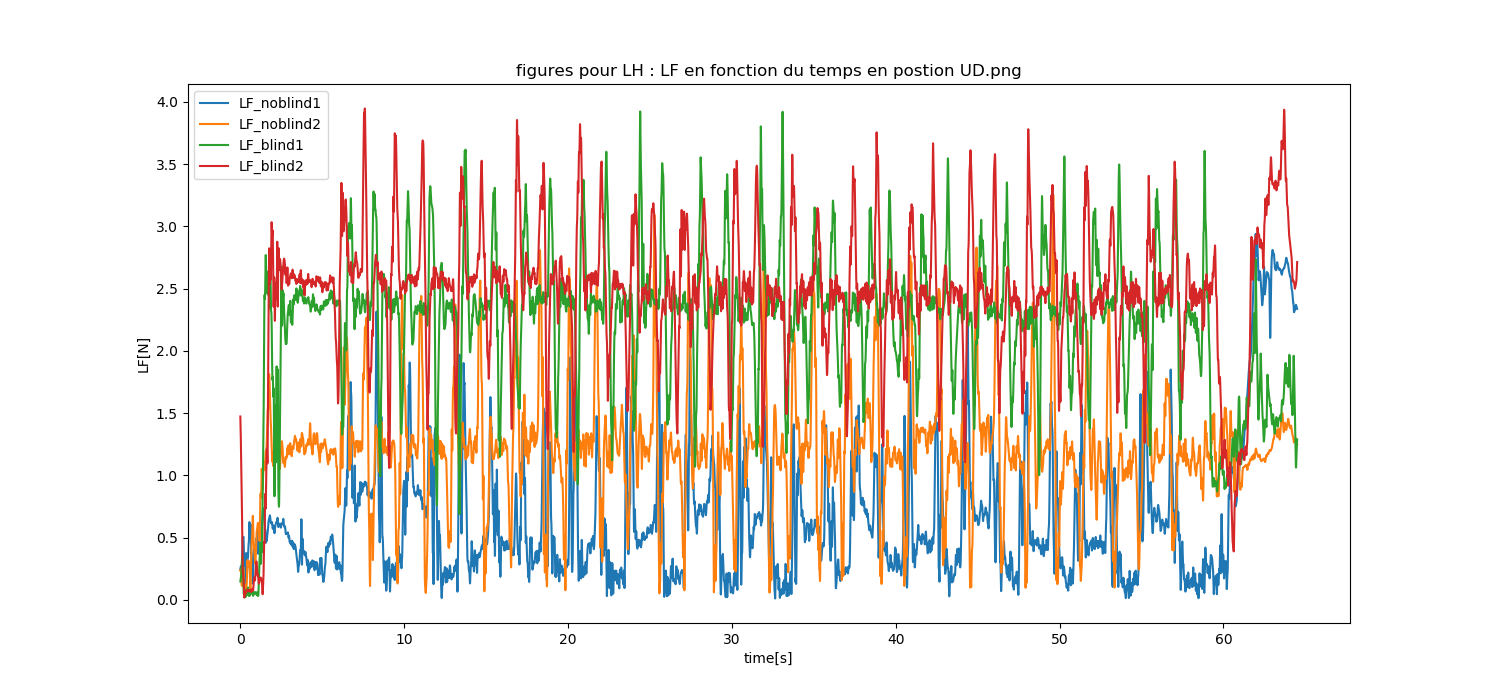 figures pour LH : LF en fonction du temps en postion UD.png
LF_noblind1
LF_noblind2
LF_blind1
LF_blind2
4.0
3.5
3.0
2.5
2.0
1.5
1.0
0.5
0.0
LF[N]
0 10 20 30 40 50 60
time[s]